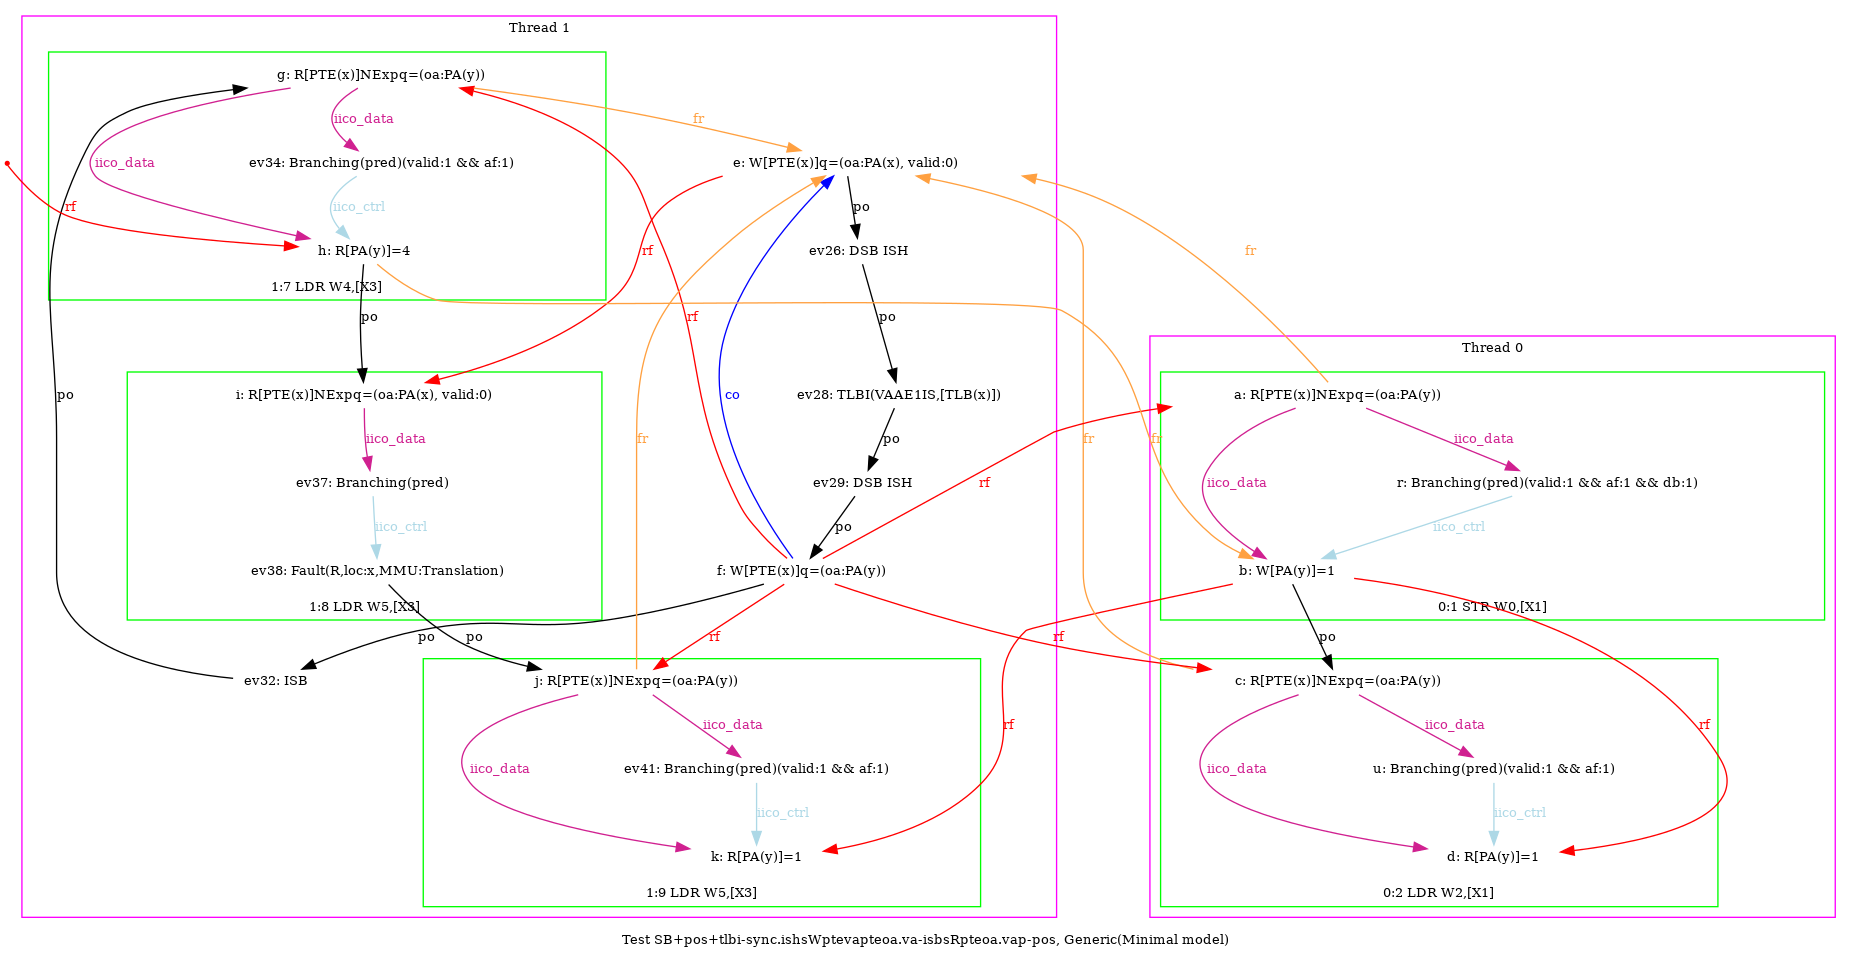 Thread 1
g: R[PTE(x)]NExpq=(oa:PA(y))
fr
iico_data
iico_data
ev34: Branching(pred)(valid:1 && af:1)
e: W[PTE(x)]q=(oa:PA(x), valid:0)
rf
iico_ctrl
po
h: R[PA(y)]=4
rf
ev26: DSB ISH
fr
1:7 LDR W4,[X3]
po
rf
po
Thread 0
po
i: R[PTE(x)]NExpq=(oa:PA(x), valid:0)
co
ev28: TLBI(VAAE1IS,[TLB(x)])
a: R[PTE(x)]NExpq=(oa:PA(y))
iico_data
fr
po
fr
fr
iico_data
ev37: Branching(pred)
ev29: DSB ISH
rf
iico_data
r: Branching(pred)(valid:1 && af:1 && db:1)
iico_ctrl
po
iico_ctrl
ev38: Fault(R,loc:x,MMU:Translation)
f: W[PTE(x)]q=(oa:PA(y))
b: W[PA(y)]=1
1:8 LDR W5,[X3]
0:1 STR W0,[X1]
po
po
rf
rf
po
ev32: ISB
j: R[PTE(x)]NExpq=(oa:PA(y))
c: R[PTE(x)]NExpq=(oa:PA(y))
iico_data
rf
iico_data
rf
iico_data
ev41: Branching(pred)(valid:1 && af:1)
iico_data
u: Branching(pred)(valid:1 && af:1)
iico_ctrl
iico_ctrl
k: R[PA(y)]=1
d: R[PA(y)]=1
1:9 LDR W5,[X3]
0:2 LDR W2,[X1]
Test SB+pos+tlbi-sync.ishsWptevapteoa.va-isbsRpteoa.vap-pos, Generic(Minimal model)